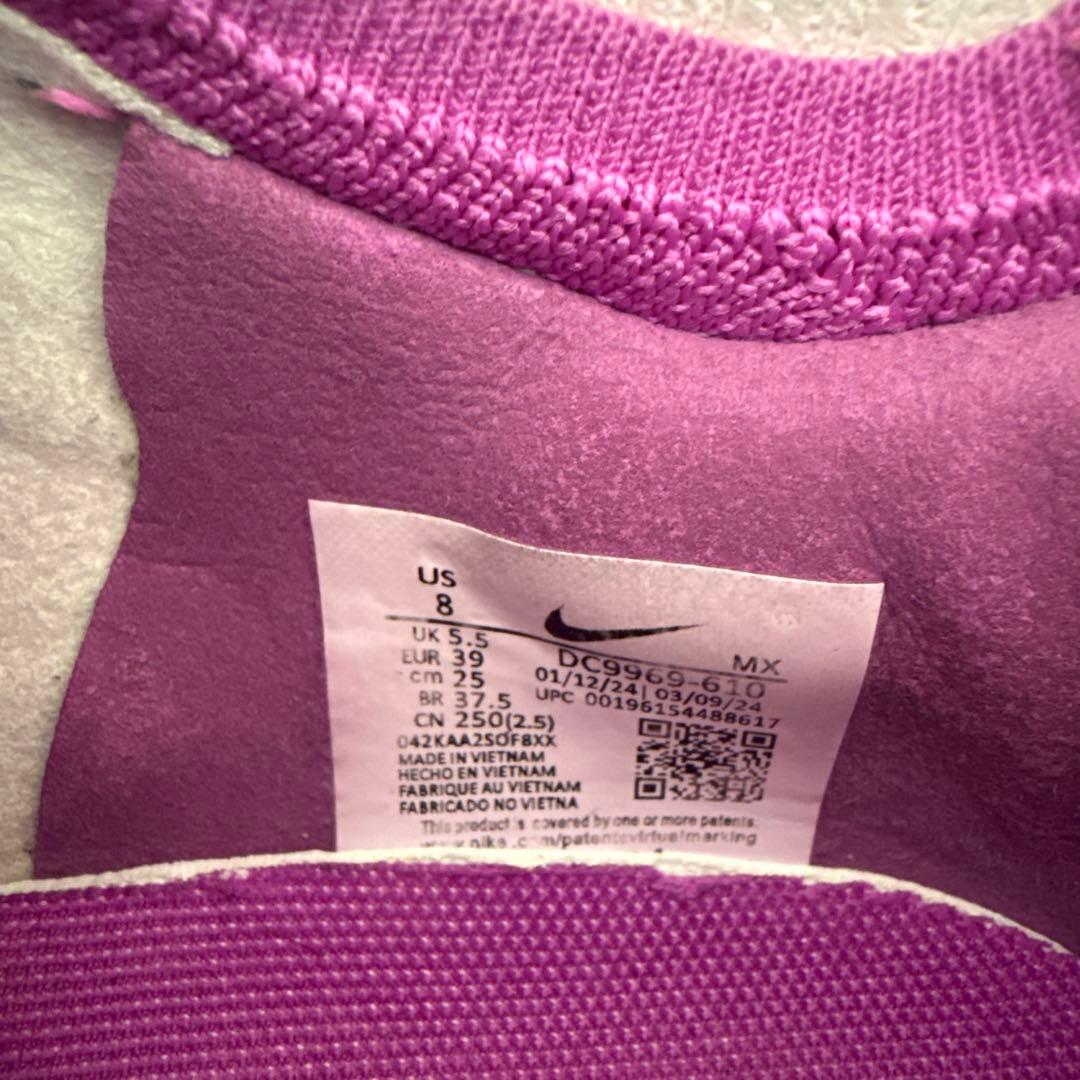 US
8
UK 5.5
EUR 39
cm 25
BR 37.5
CN 250(2.5)
MX
DC9969-610
01/12/24| 03/09/24
UPC 00196154488617
042KAA2SOF8XX
MADE IN VIETNAM
HECHO EN VIETNAM
FABRIQUE AU VIETNAM
FABRICADO NO VIETNA
This product is covered by one or more patents.